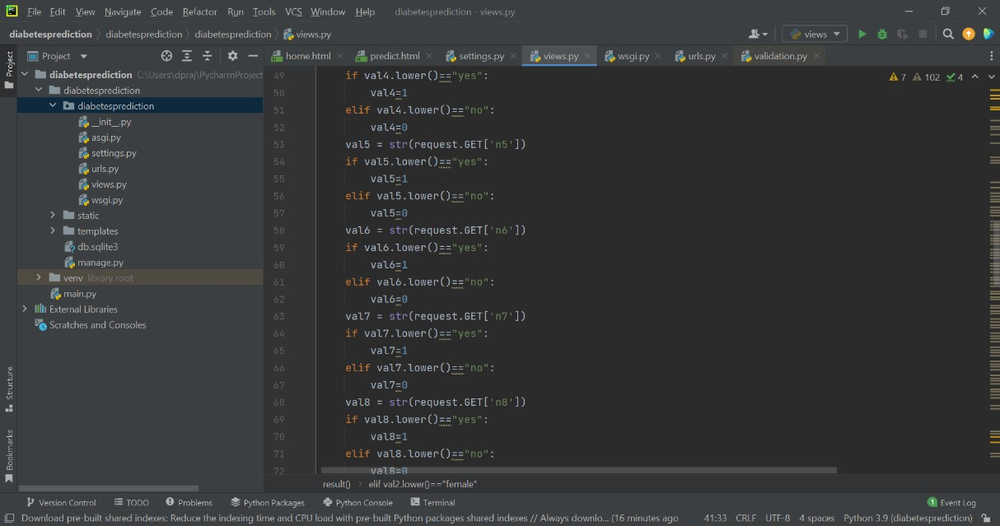 File Edit View Navigate Code Refactor Run Tools VCS Window Help diabetesprediction - views.py
diabetesprediction diabetesprediction diabetesprediction views.py views
Project
Project
home.html predict.html settings.py views.py wsgi.py urls.py validation.py
diabetesprediction C:\Users\dpraj\PycharmProject
diabetesprediction
diabetesprediction
__init__.py
asgi.py
settings.py
urls.py
views.py
wsgi.py
static
templates
db.sqlite3
manage.py
venv library root
main.py
External Libraries
Scratches and Consoles
Structure
Bookmarks
7 102 4
49 if val4.lower()=="yes":
50 val4=1
51 elif val4.lower()=="no":
52 val4=0
53 val5 = str(request.GET['n5'])
54 if val5.lower()=="yes":
55 val5=1
56 elif val5.lower()=="no":
57 val5=0
58 val6 = str(request.GET['n6'])
59 if val6.lower()=="yes":
60 val6=1
61 elif val6.lower()=="no":
62 val6=0
63 val7 = str(request.GET['n7'])
64 if val7.lower()=="yes":
65 val7=1
66 elif val7.lower()=="no":
67 val7=0
68 val8 = str(request.GET['n8'])
69 if val8.lower()=="yes":
70 val8=1
71 elif val8.lower()=="no":
72 val8=0
result() elif val2.lower()=="female"
Version Control TODO Problems Python Packages Python Console Terminal 1 Event Log
Download pre-built shared indexes: Reduce the indexing time and CPU load with pre-built Python packages shared indexes // Always downlo... (16 minutes ago 41:33 CRLF UTF-8 4 spaces Python 3.9 (diabetesprediction)